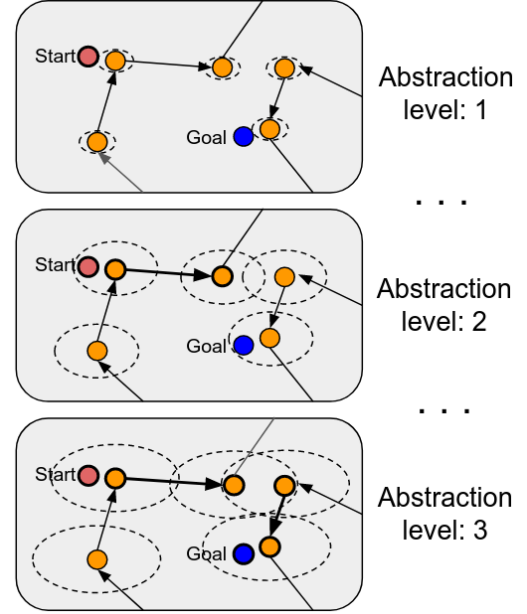 Start
Goal
Abstraction
level: 1
. . .
Start
Goal
Abstraction
level: 2
. . .
Start
Goal
Abstraction
level: 3